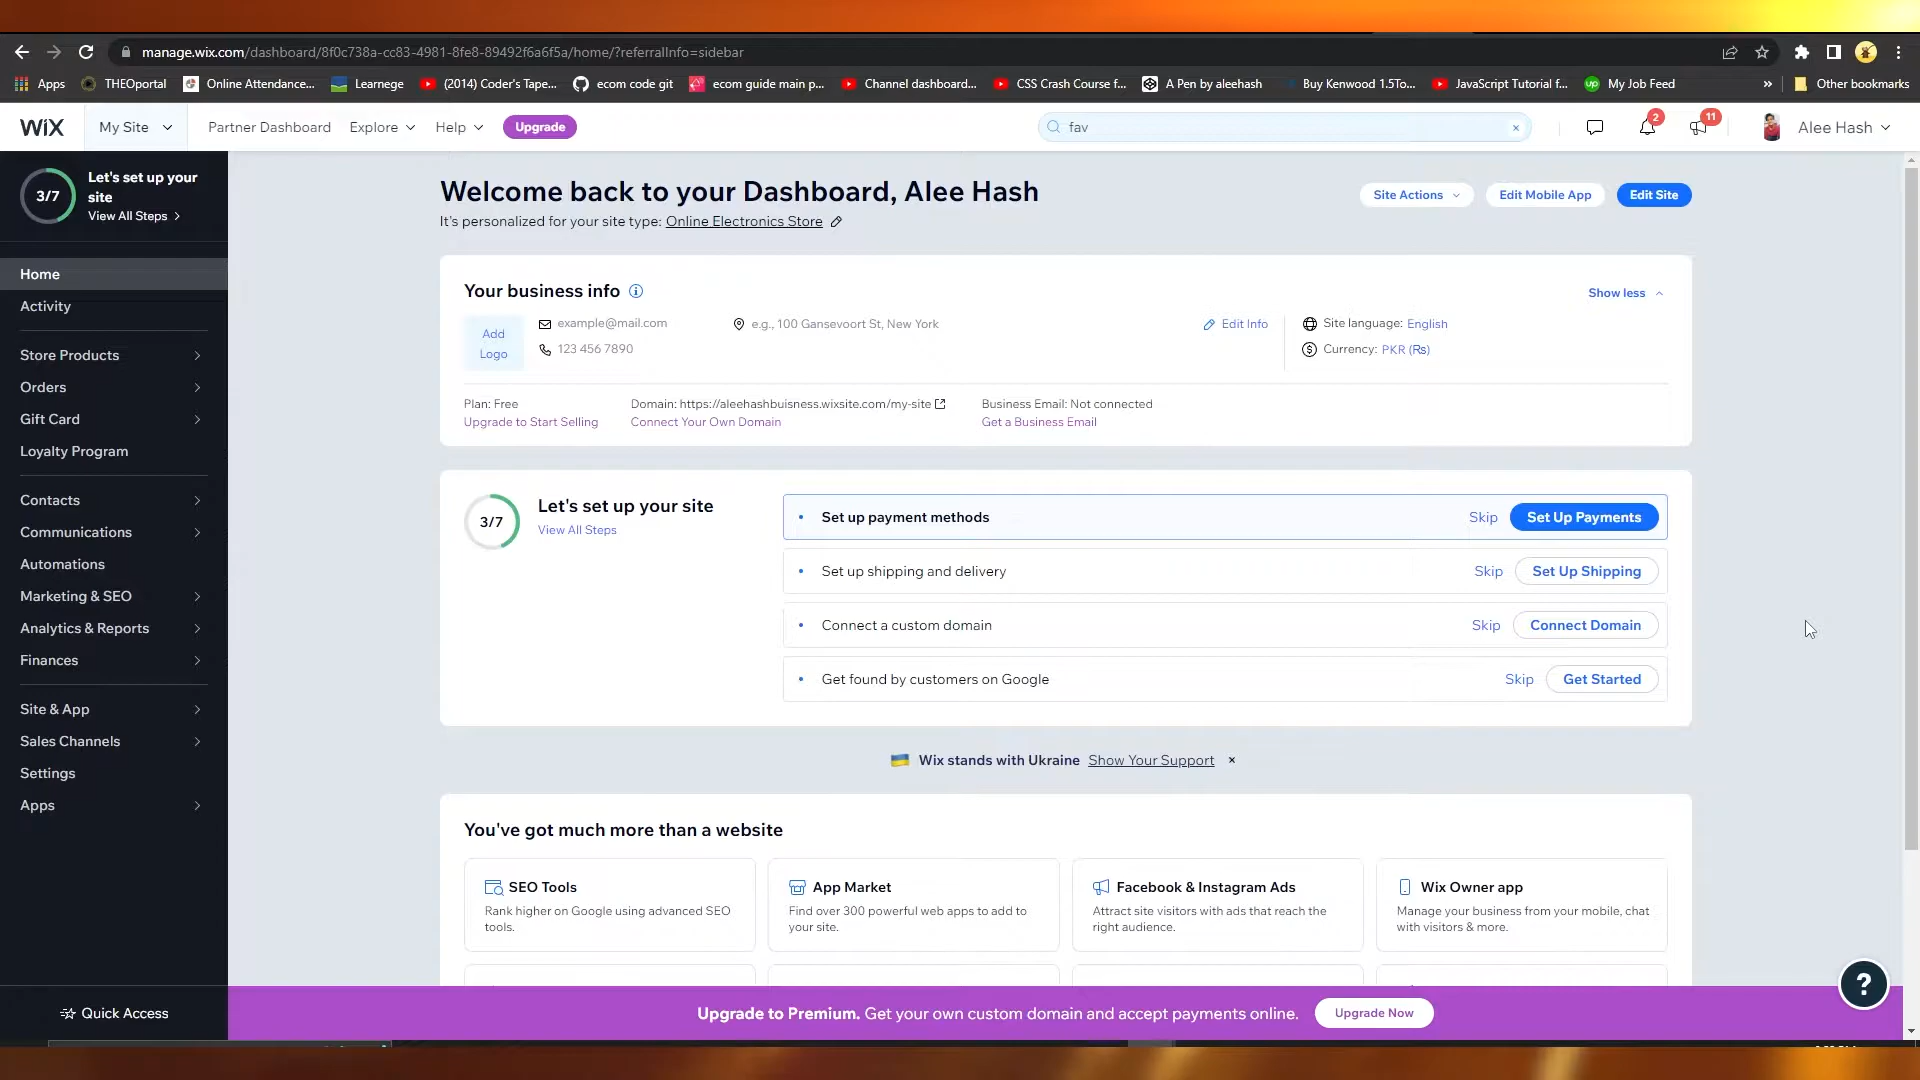 manage.wix.com/dashboard/8f0c738a-cc83-4981-8fe8-89492f6a6f5a/home/?referralInfo=sidebar
Apps THEOportal Online Attendance... Learnege (2014) Coder's Tape... ecom code git ecom guide main p... Channel dashboard... CSS Crash Course f... A Pen by aleehash Buy Kenwood 1.5To... JavaScript Tutorial f... My Job Feed » Other bookmarks
WiX My Site Partner Dashboard Explore Help Upgrade fav 2 11 Alee Hash
3/7 Let's set up your site
View All Steps
Home
Activity
Store Products
Orders
Gift Card
Loyalty Program
Contacts
Communications
Automations
Marketing & SEO
Analytics & Reports
Finances
Site & App
Sales Channels
Settings
Apps
Quick Access
Welcome back to your Dashboard, Alee Hash
It's personalized for your site type: Online Electronics Store
Site Actions Edit Mobile App Edit Site
Your business info Show less
Add Logo
example@mail.com e.g., 100 Gansevoort St, New York Edit Info Site language: English
123 456 7890 Currency: PKR (₨)
Plan: Free Domain: https://aleehashbuisness.wixsite.com/my-site Business Email: Not connected
Upgrade to Start Selling Connect Your Own Domain Get a Business Email
3/7 Let's set up your site
View All Steps
Set up payment methods Skip Set Up Payments
Set up shipping and delivery Skip Set Up Shipping
Connect a custom domain Skip Connect Domain
Get found by customers on Google Skip Get Started
Wix stands with Ukraine Show Your Support ×
You've got much more than a website
SEO Tools
Rank higher on Google using advanced SEO
tools.
App Market
Find over 300 powerful web apps to add to
your site.
Facebook & Instagram Ads
Attract site visitors with ads that reach the
right audience.
Wix Owner app
Manage your business from your mobile, chat
with visitors & more.
?
Upgrade to Premium. Get your own custom domain and accept payments online. Upgrade Now